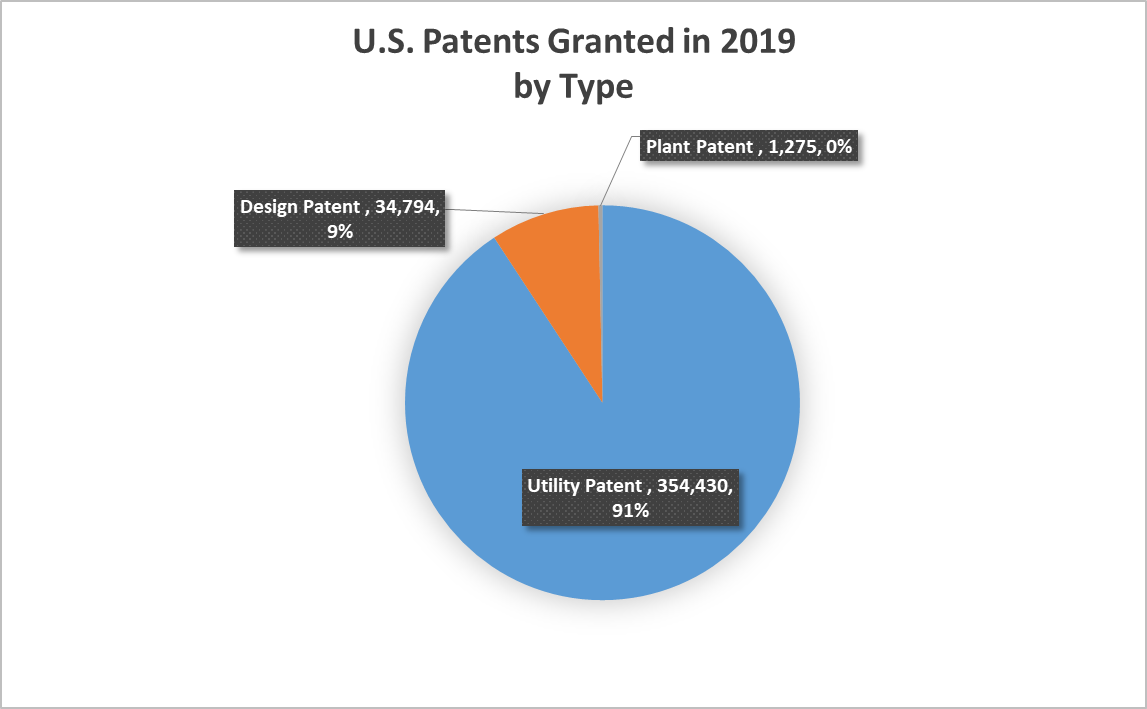 U.S. Patents Granted in 2019
by Type
Plant Patent , 1,275, 0%
Design Patent , 34,794,
9%
Utility Patent , 354,430,
91%